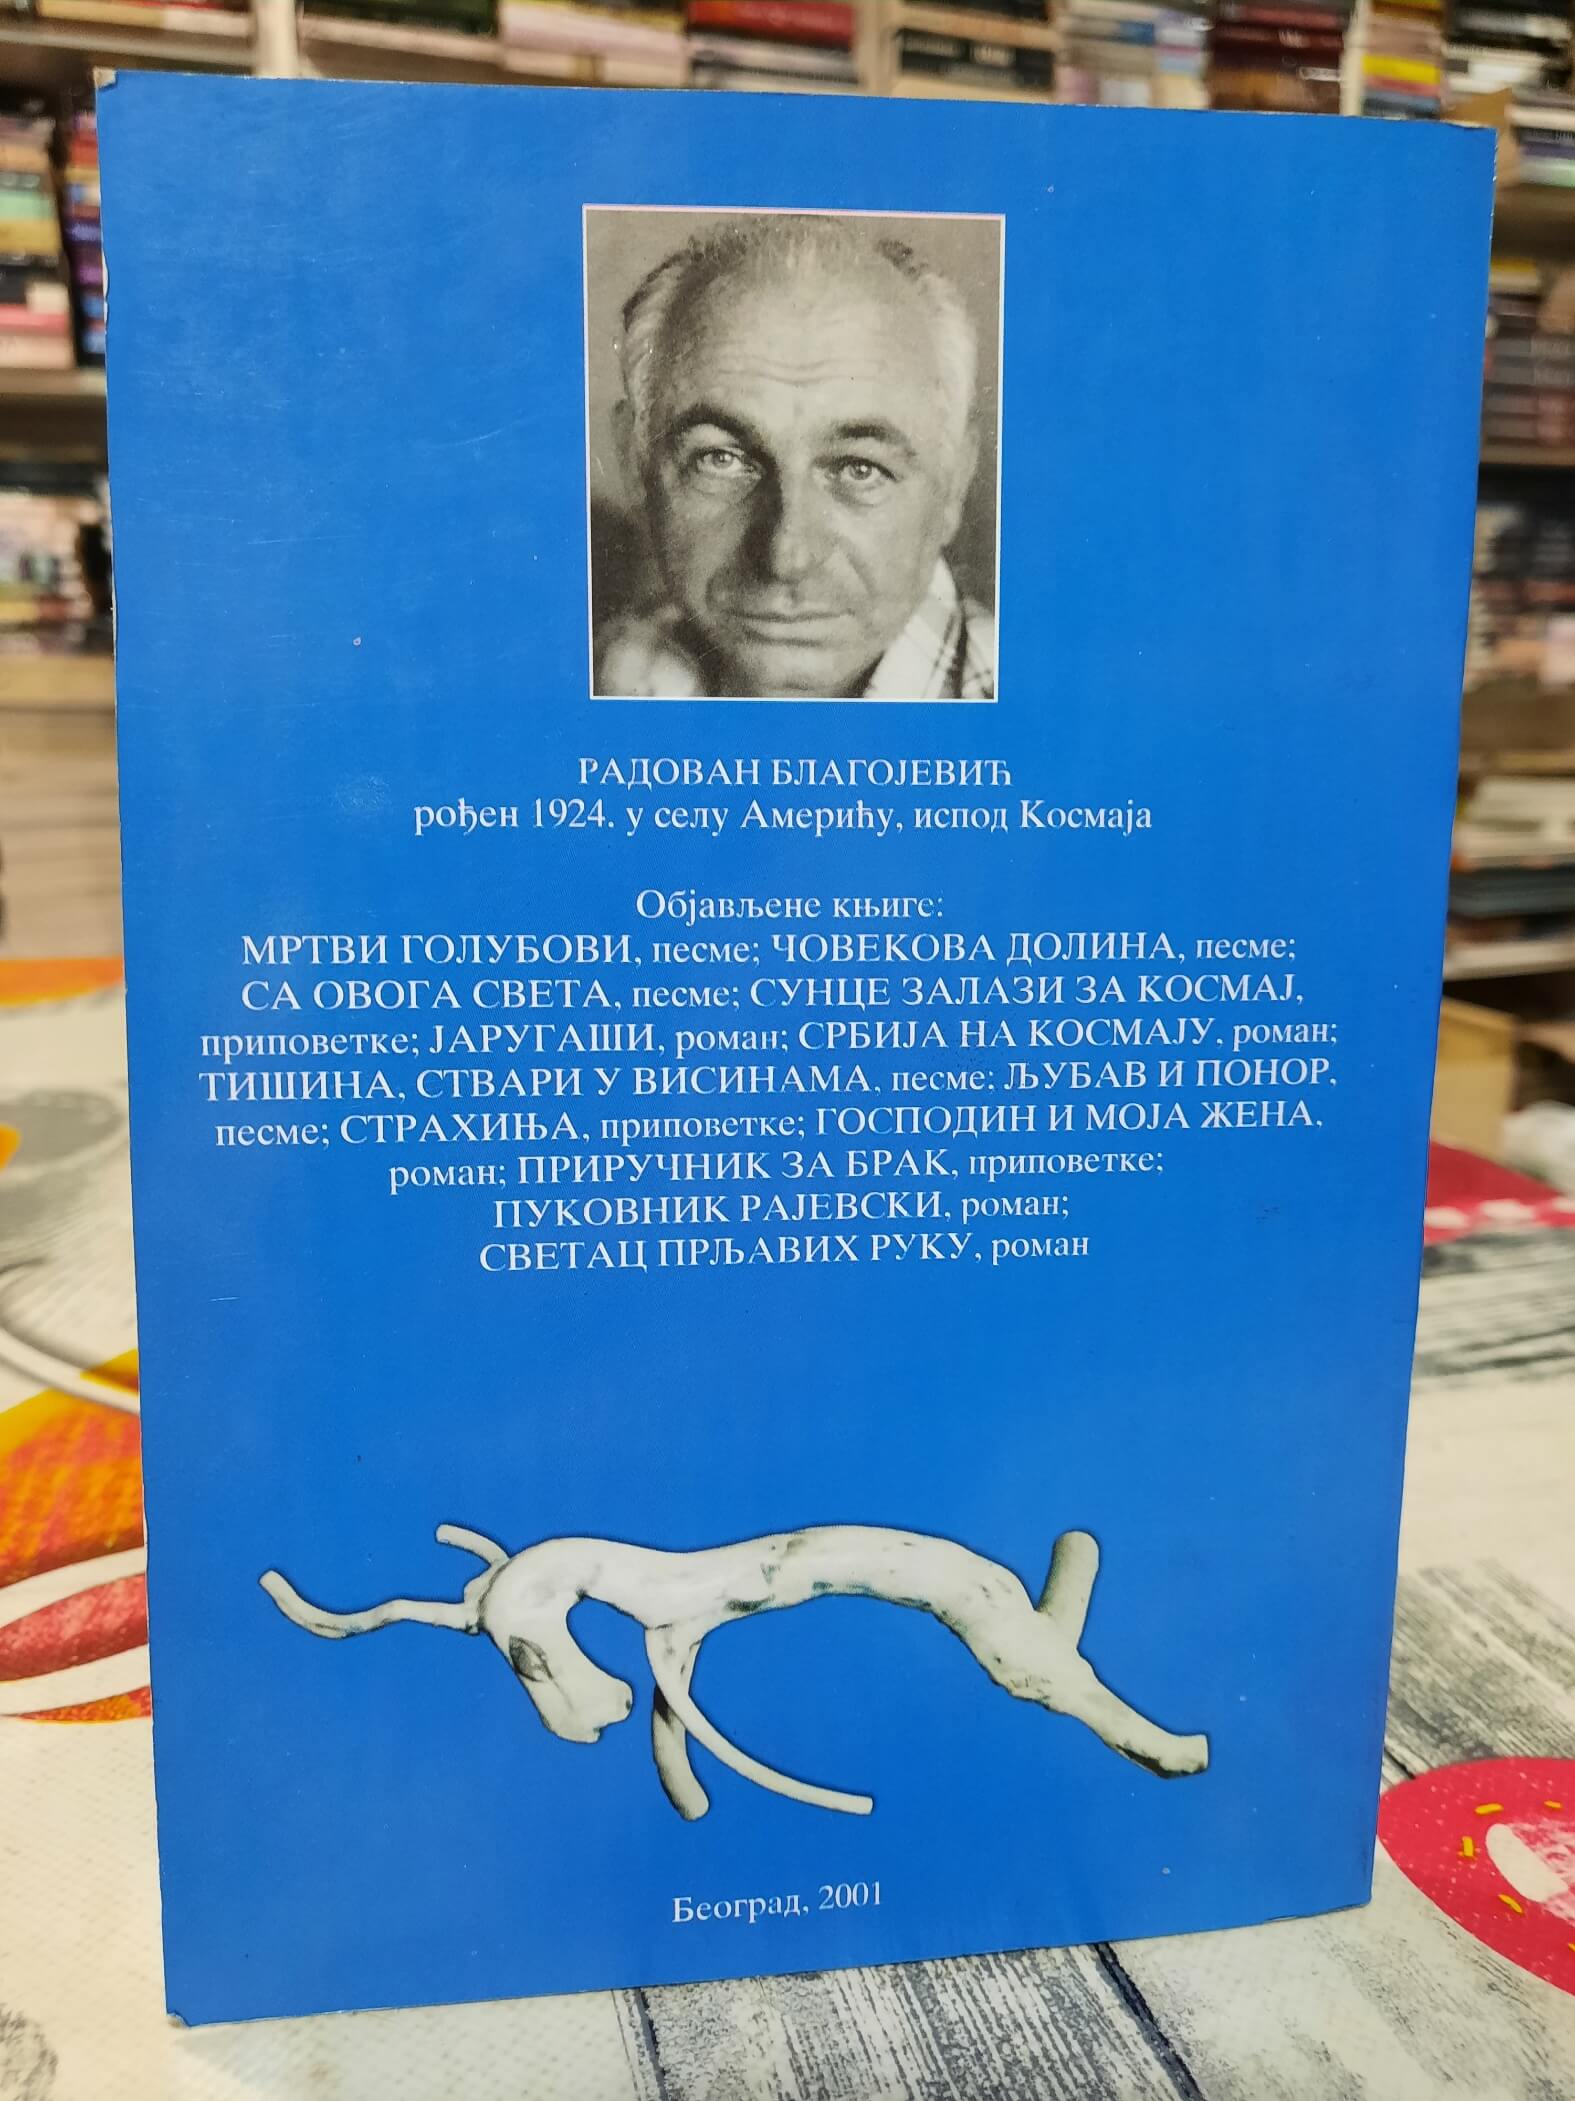 РАДОВАН БЛАГОЈЕВИЋ
рођен 1924. у селу Америћу, испод Космаја
Објављене књиге:
МРТВИ ГОЛУБОВИ, песме; ЧОВЕКОВА ДОЛИНА, песме;
СА ОВОГА СВЕТА, песме; СУНЦЕ ЗАЛАЗИ ЗА КОСМАЈ,
приповетке; ЈАРУГАШИ, роман; СРБИЈА НА КОСМАЈУ, роман;
ТИШИНА, СТВАРИ У ВИСИНАМА, песме; ЉУБАВ И ПОНОР,
песме; СТРАХИЊА, приповетке; ГОСПОДИН И МОЈА ЖЕНА,
роман; ПРИРУЧНИК ЗА БРАК, приповетке;
ПУКОВНИК РАЈЕВСКИ, роман;
СВЕТАЦ ПРЉАВИХ РУКУ, роман
Београд, 2001